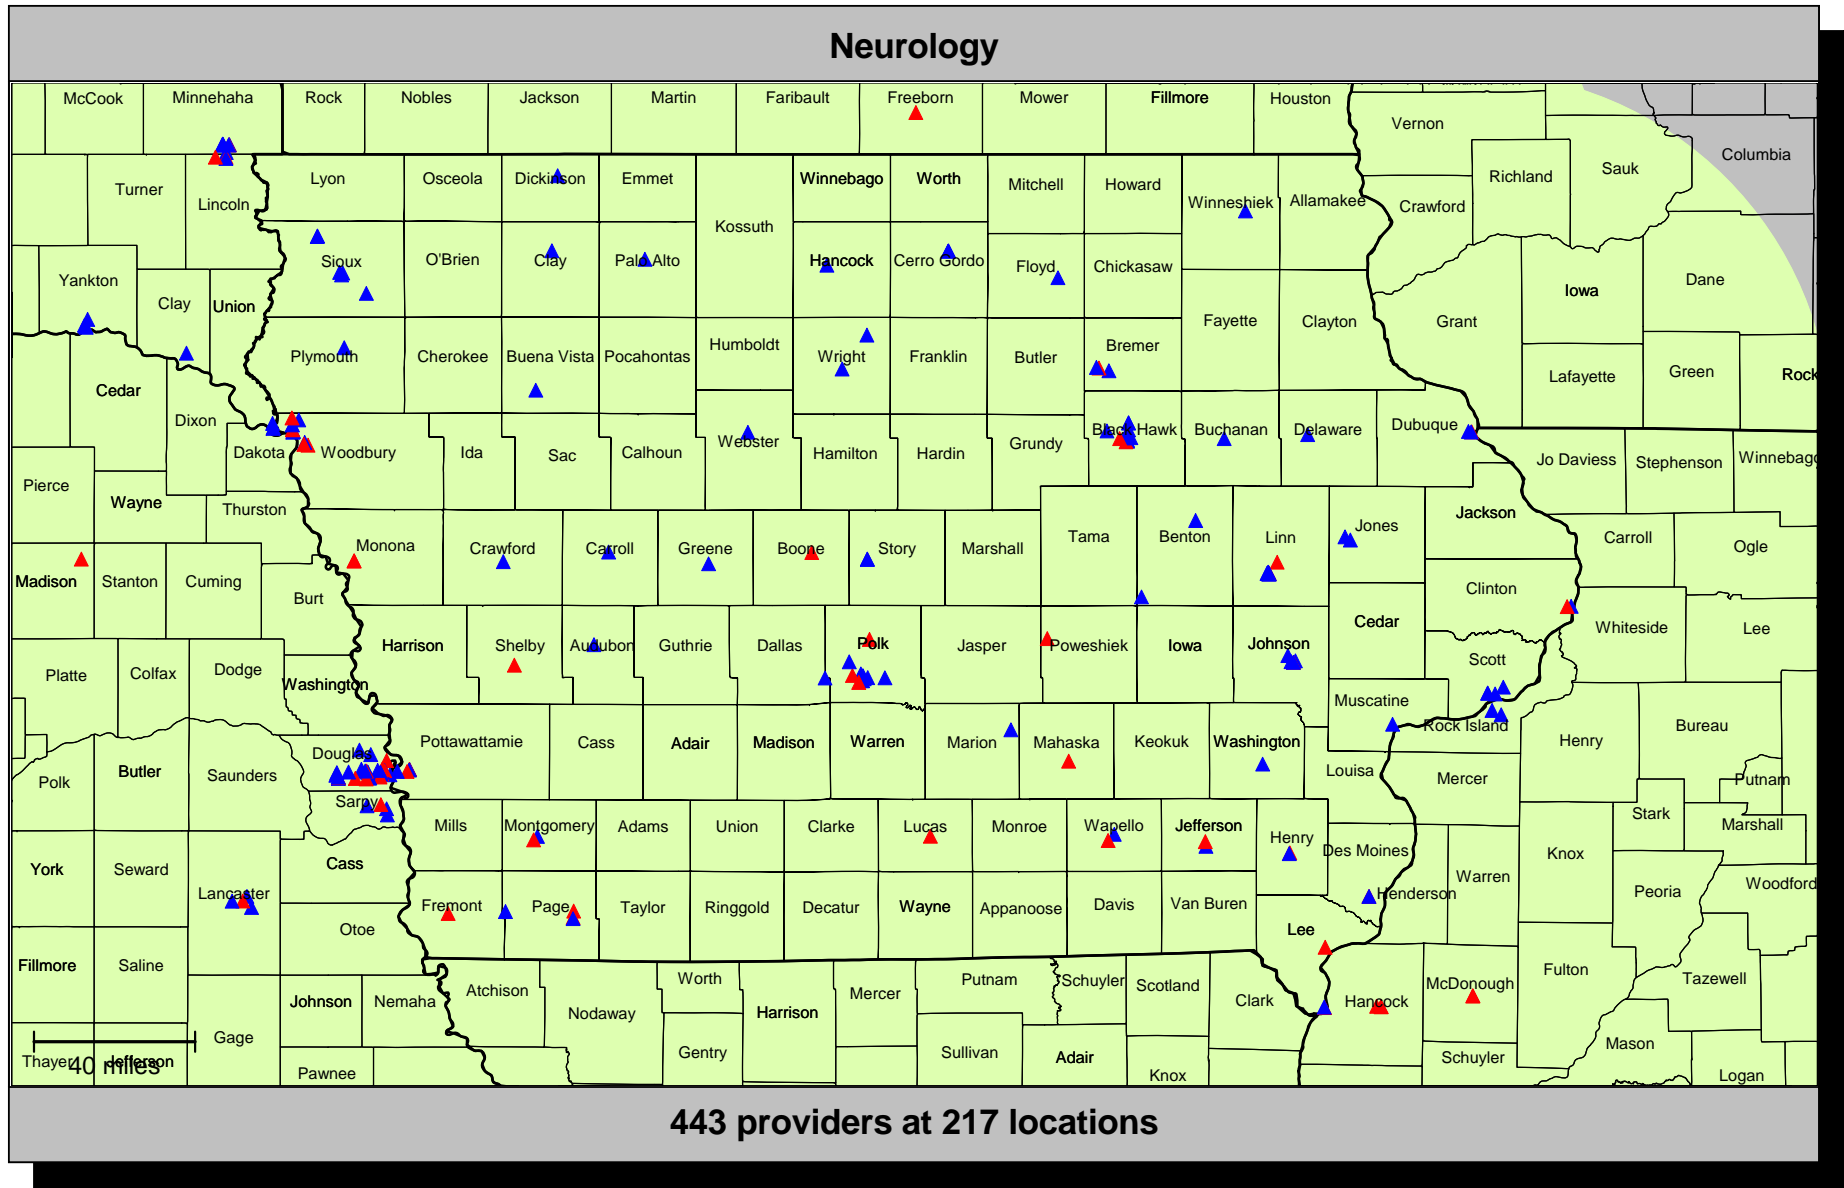 Neurology
McCook Minnehaha Rock Nobles Jackson Martin Faribault Freeborn Mower Fillmore Houston
Vernon
Columbia
Sauk
Richland
Turner Lyon Osceola Dickinson Emmet Winnebago Worth Mitchell Howard
Lincoln Winneshiek Allamakee Crawford
Kossuth
Yankton Sioux O'Brien Clay Palo Alto Hancock Cerro Gordo Floyd Chickasaw Dane
Clay Union Iowa
Fayette Clayton Grant
Plymouth Cherokee Buena Vista Pocahontas Humboldt Wright Franklin Butler Bremer
Lafayette Green Rock
Cedar
Dixon Dubuque
Webster Grundy Black Hawk Buchanan Delaware
Dakota Woodbury Ida Sac Calhoun Hamilton Hardin Jo Daviess Stephenson Winnebago
Pierce
Wayne Thurston Jackson
Monona Crawford Carroll Greene Boone Story Marshall Tama Benton Linn Jones Carroll Ogle
Madison Stanton Cuming
Burt Clinton
Cedar Whiteside Lee
Harrison Shelby Audubon Guthrie Dallas Polk Jasper Poweshiek Iowa Johnson
Platte Colfax Dodge Scott
Washington
Muscatine
Rock Island Bureau
Pottawattamie Cass Adair Madison Warren Marion Mahaska Keokuk Washington Henry
Douglas
Polk Butler Saunders Louisa Mercer Putnam
Sarpy
Mills Montgomery Adams Union Clarke Lucas Monroe Wapello Jefferson Henry Stark Marshall
Des Moines Knox
York Seward Cass Warren Woodford
Lancaster Henderson Peoria
Fremont Page Taylor Ringgold Decatur Wayne Appanoose Davis Van Buren
Otoe Lee
Fillmore Saline Fulton Tazewell
Worth Putnam Schuyler Scotland McDonough
Johnson Nemaha Atchison Mercer Clark Hancock
Nodaway Harrison
Gage Mason
Thayer Jefferson Gentry Sullivan Adair Schuyler
40 miles
Pawnee Knox Logan
443 providers at 217 locations